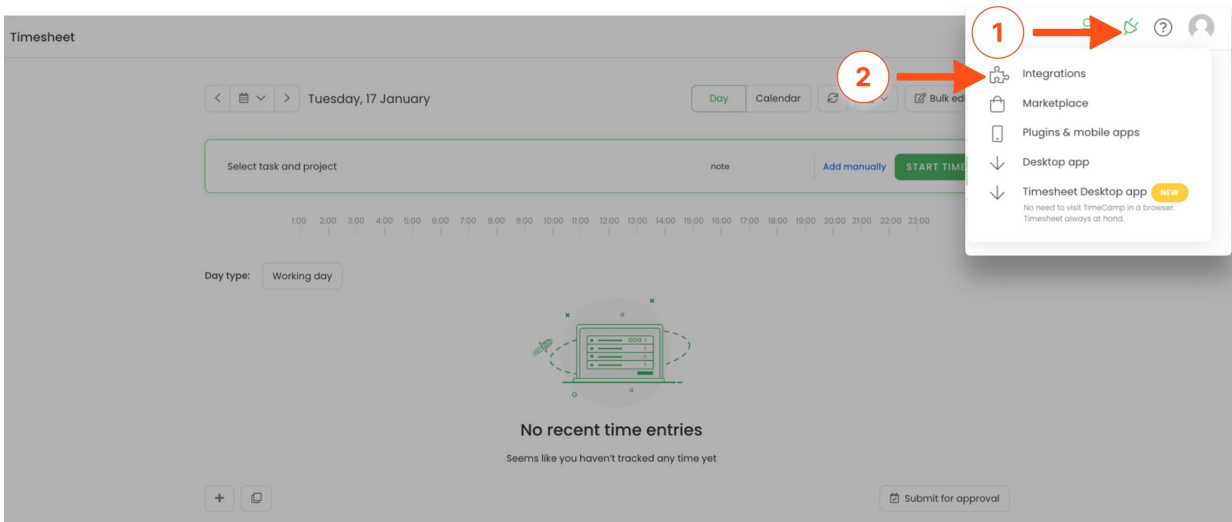 Timesheet
1
2
Tuesday, 17 January
Day
Calendar
Bulk edi
Integrations
Marketplace
Plugins & mobile apps
Desktop app
Timesheet Desktop app NEW
No need to visit TimeCamp in a browser.
Timesheet always at hand.
Select task and project
note
Add manually
START TIME
1:00 2:00 3:00 4:00 5:00 6:00 7:00 8:00 9:00 10:00 11:00 12:00 13:00 14:00 15:00 16:00 17:00 18:00 19:00 20:00 21:00 22:00 23:00
Day type: Working day
No recent time entries
Seems like you haven't tracked any time yet
Submit for approval